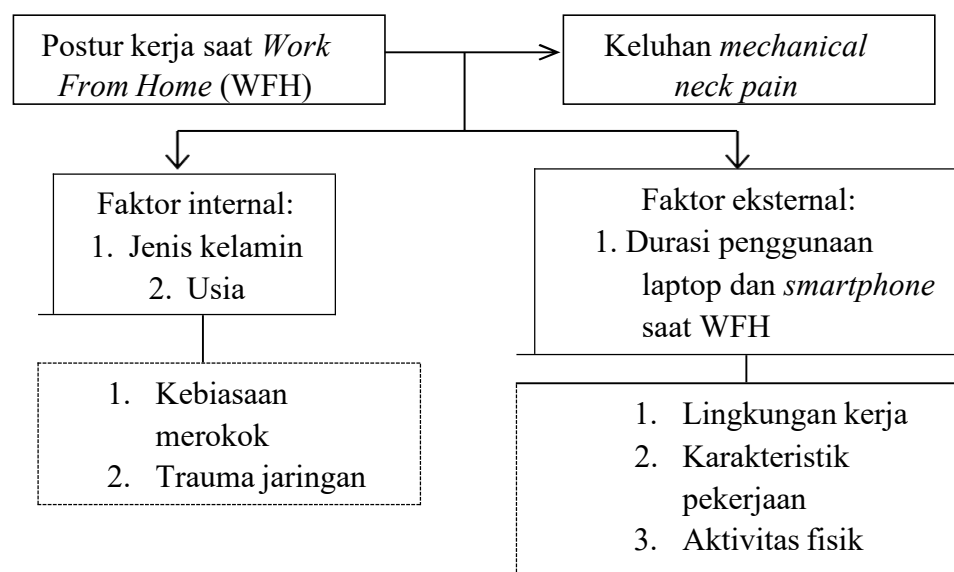 Postur kerja saat Work
From Home (WFH)
Keluhan mechanical
neck pain
Faktor internal:
1. Jenis kelamin
2. Usia
Faktor eksternal:
1. Durasi penggunaan
laptop dan smartphone
saat WFH
1. Kebiasaan
merokok
2. Trauma jaringan
1. Lingkungan kerja
2. Karakteristik
pekerjaan
3. Aktivitas fisik